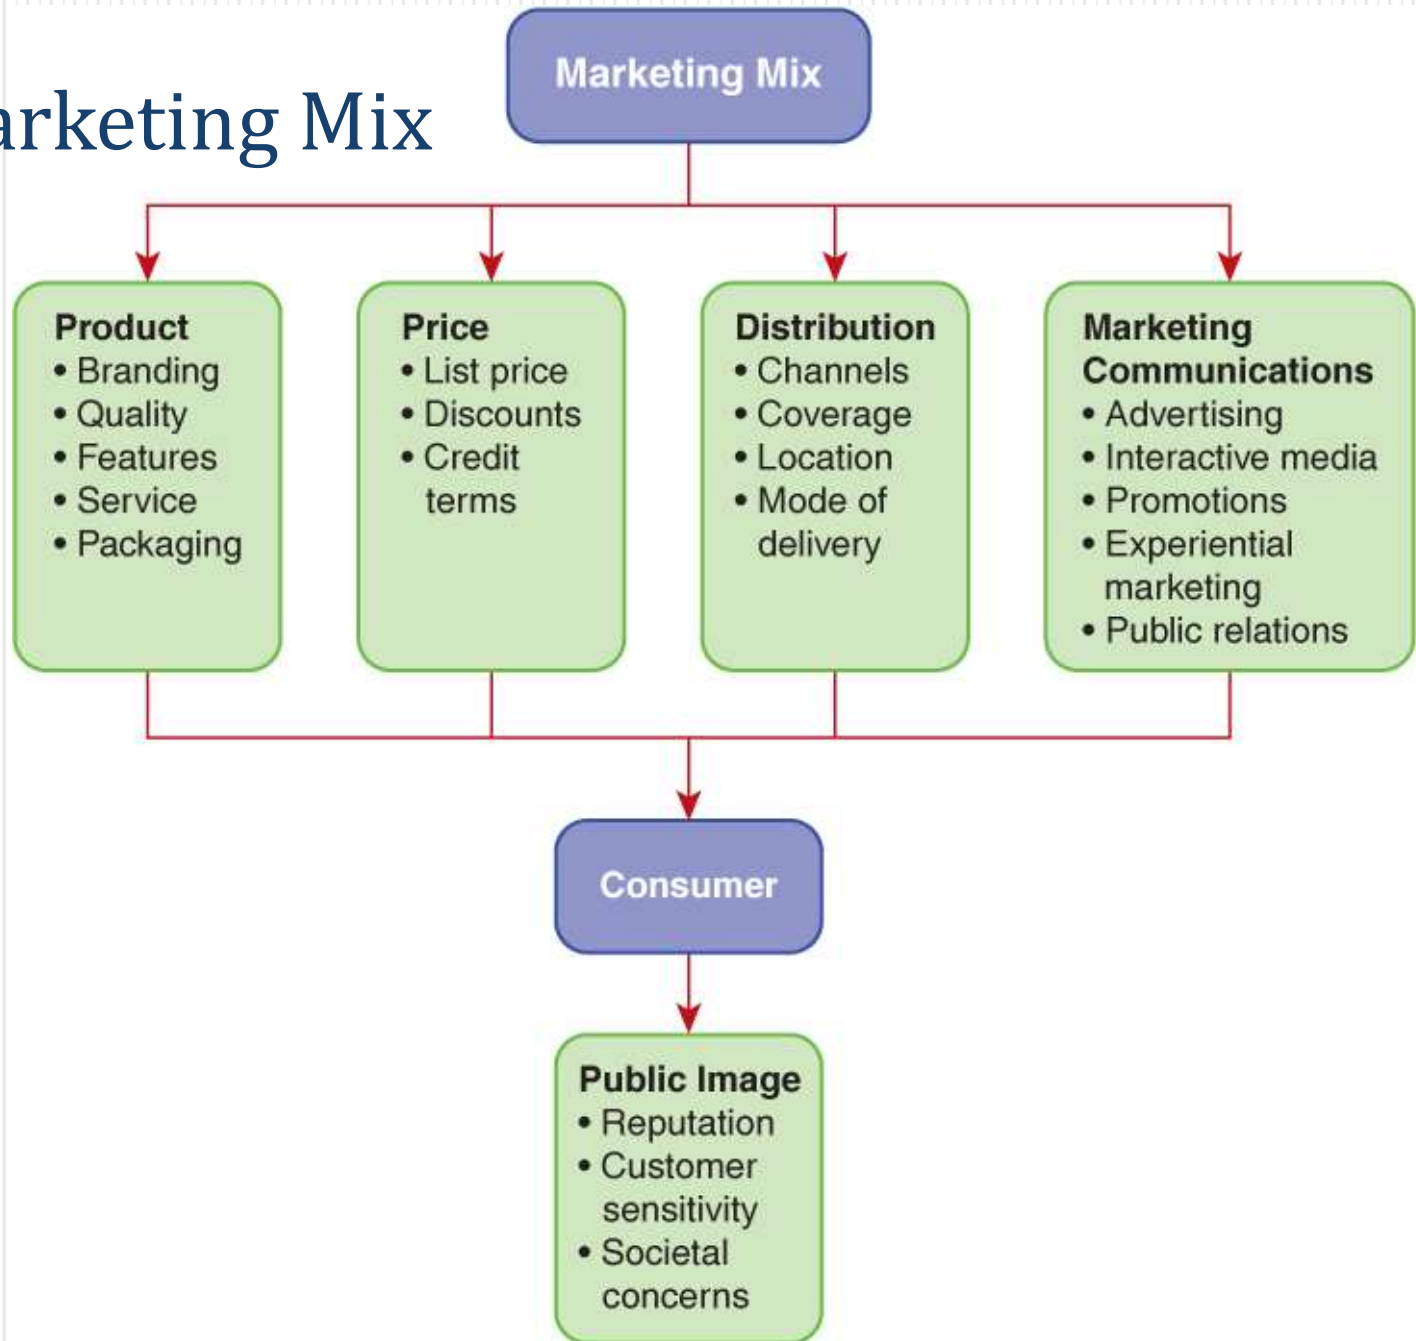 Marketing Mix
arketing Mix
Product
• Branding
• Quality
• Features
• Service
• Packaging
Price
• List price
• Discounts
• Credit
terms
Distribution
• Channels
• Coverage
• Location
• Mode of
delivery
Marketing
Communications
• Advertising
• Interactive media
• Promotions
• Experiential
marketing
• Public relations
Consumer
Public Image
• Reputation
• Customer
sensitivity
• Societal
concerns